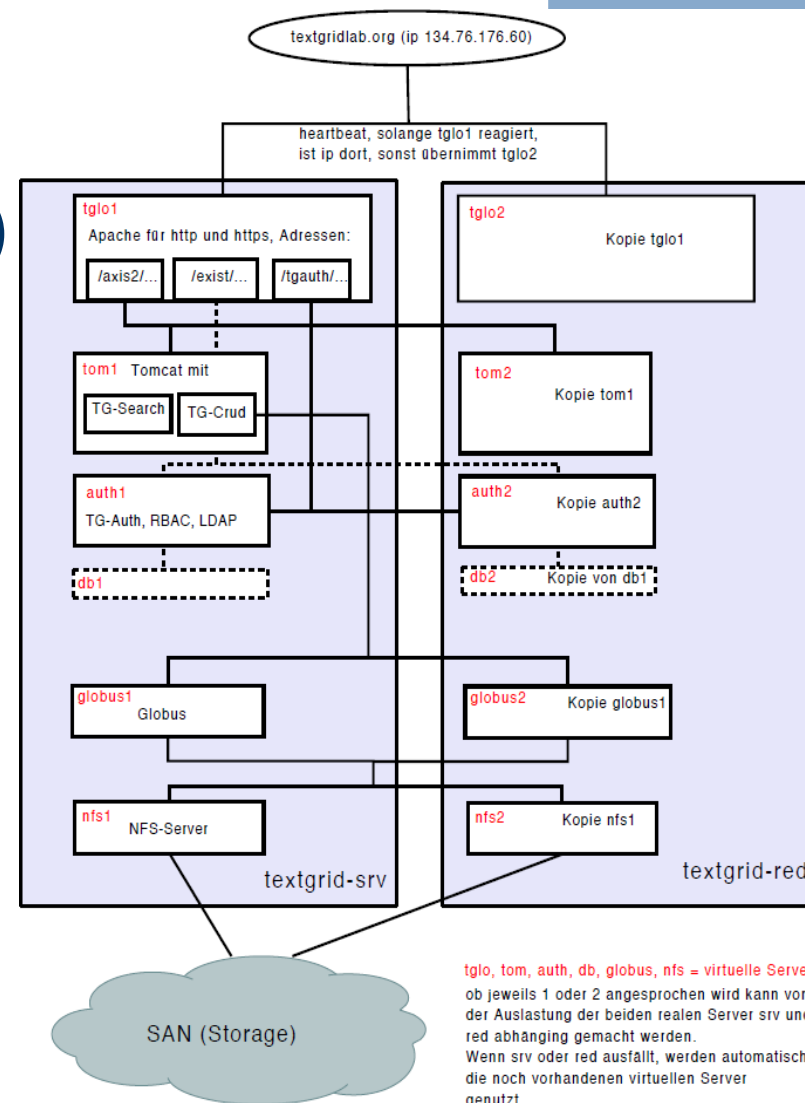 textgridlab.org (ip 134.76.176.60)
heartbeat, solange tglo1 reagiert,
ist ip dort, sonst übernimmt tglo2
tglo1
Apache für http und https, Adressen:
/axis2/...
/exist/...
/tgauth/...
tglo2
Kopie tglo1
tom1 Tomcat mit
TG-Search
TG-Crud
tom2
Kopie tom1
auth1
TG-Auth, RBAC, LDAP
auth2
Kopie auth2
db1
db2
Kopie von db1
globus1
Globus
globus2
Kopie globus1
nfs1
NFS-Server
nfs2
Kopie nfs1
textgrid-srv
textgrid-red
SAN (Storage)
tglo, tom, auth, db, globus, nfs = virtuelle Serve
ob jeweils 1 oder 2 angesprochen wird kann von
der Auslastung der beiden realen Server srv und
red abhänging gemacht werden.
Wenn srv oder red ausfällt, werden automatisch
die noch vorhandenen virtuellen Server
genutzt